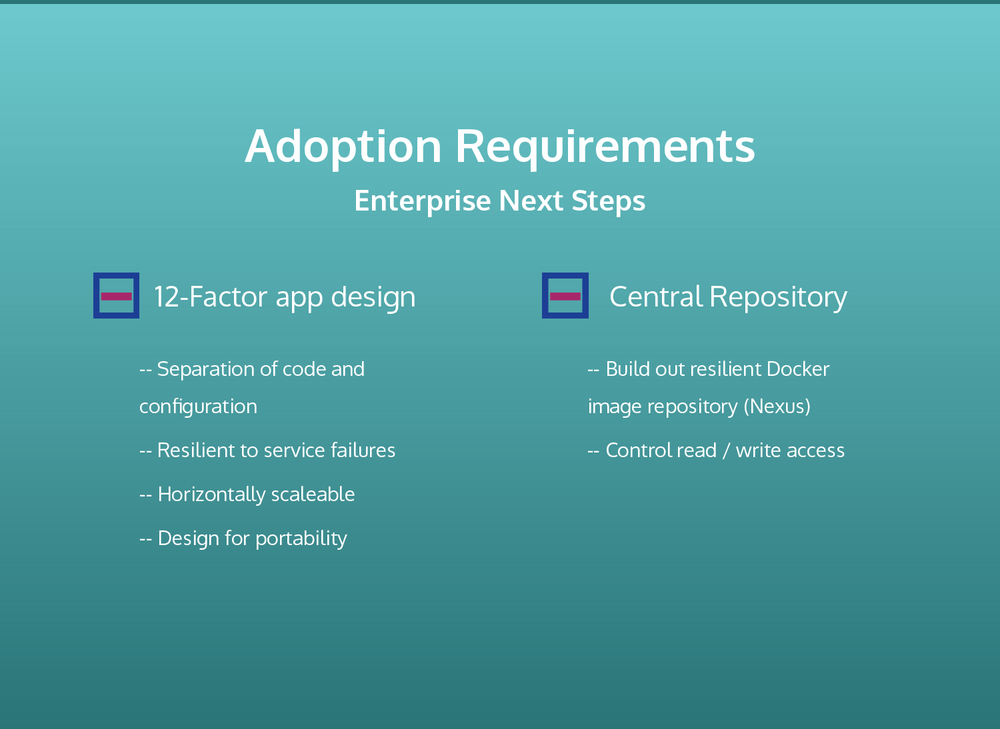 Adoption Requirements
Enterprise Next Steps
12-Factor app design
-- Separation of code and
configuration
-- Resilient to service failures
-- Horizontally scaleable
-- Design for portability
Central Repository
-- Build out resilient Docker
image repository (Nexus)
-- Control read / write access